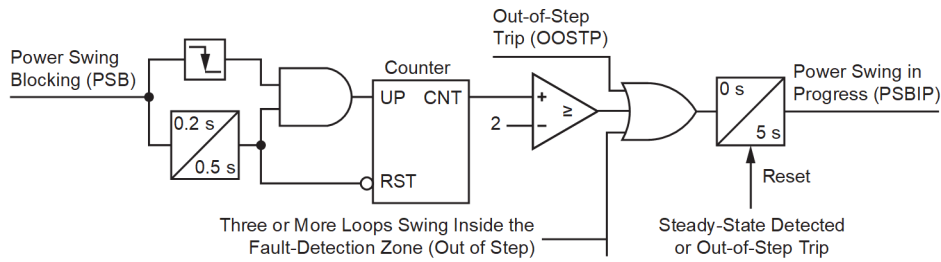 Out-of-Step
Trip (OOSTP)
Power Swing
Blocking (PSB)
Counter
Power Swing in
Progress (PSBIP)
UP CNT
+
≥
2
−
0 s
5 s
0.2 s
0.5 s
RST
Reset
Three or More Loops Swing Inside the
Fault-Detection Zone (Out of Step)
Steady-State Detected
or Out-of-Step Trip